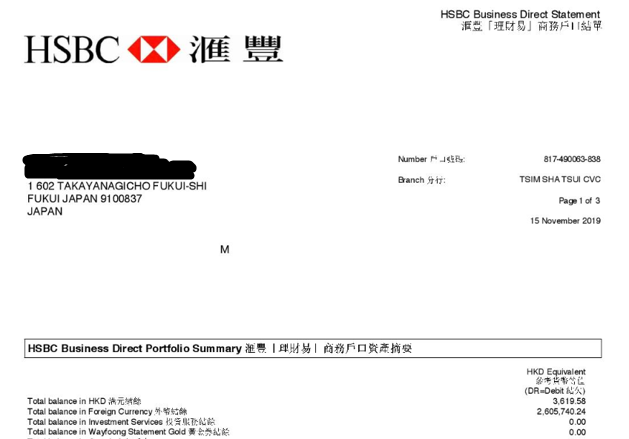 HSBC Business Direct Statement
滙豐「理財易」商務戶口結單
HSBC 滙豐
Number 戶口號碼: 817-490063-838
1 602 TAKAYANAGICHO FUKUI-SHI
Branch 分行: TSIM SHA TSUI CVC
FUKUI JAPAN 9100837
Page 1 of 3
JAPAN
15 November 2019
M
HSBC Business Direct Portfolio Summary 滙豐「理財易」商務戶口資產摘要
HKD Equivalent
參考貨幣等值
(DR=Debit 結欠)
Total balance in HKD 港元結餘 3,619.58
Total balance in Foreign Currency 外幣結餘 2,605,740.24
Total balance in Investment Services 投資服務結餘 0.00
Total balance in Wayfoong Statement Gold 黃金券結餘 0.00